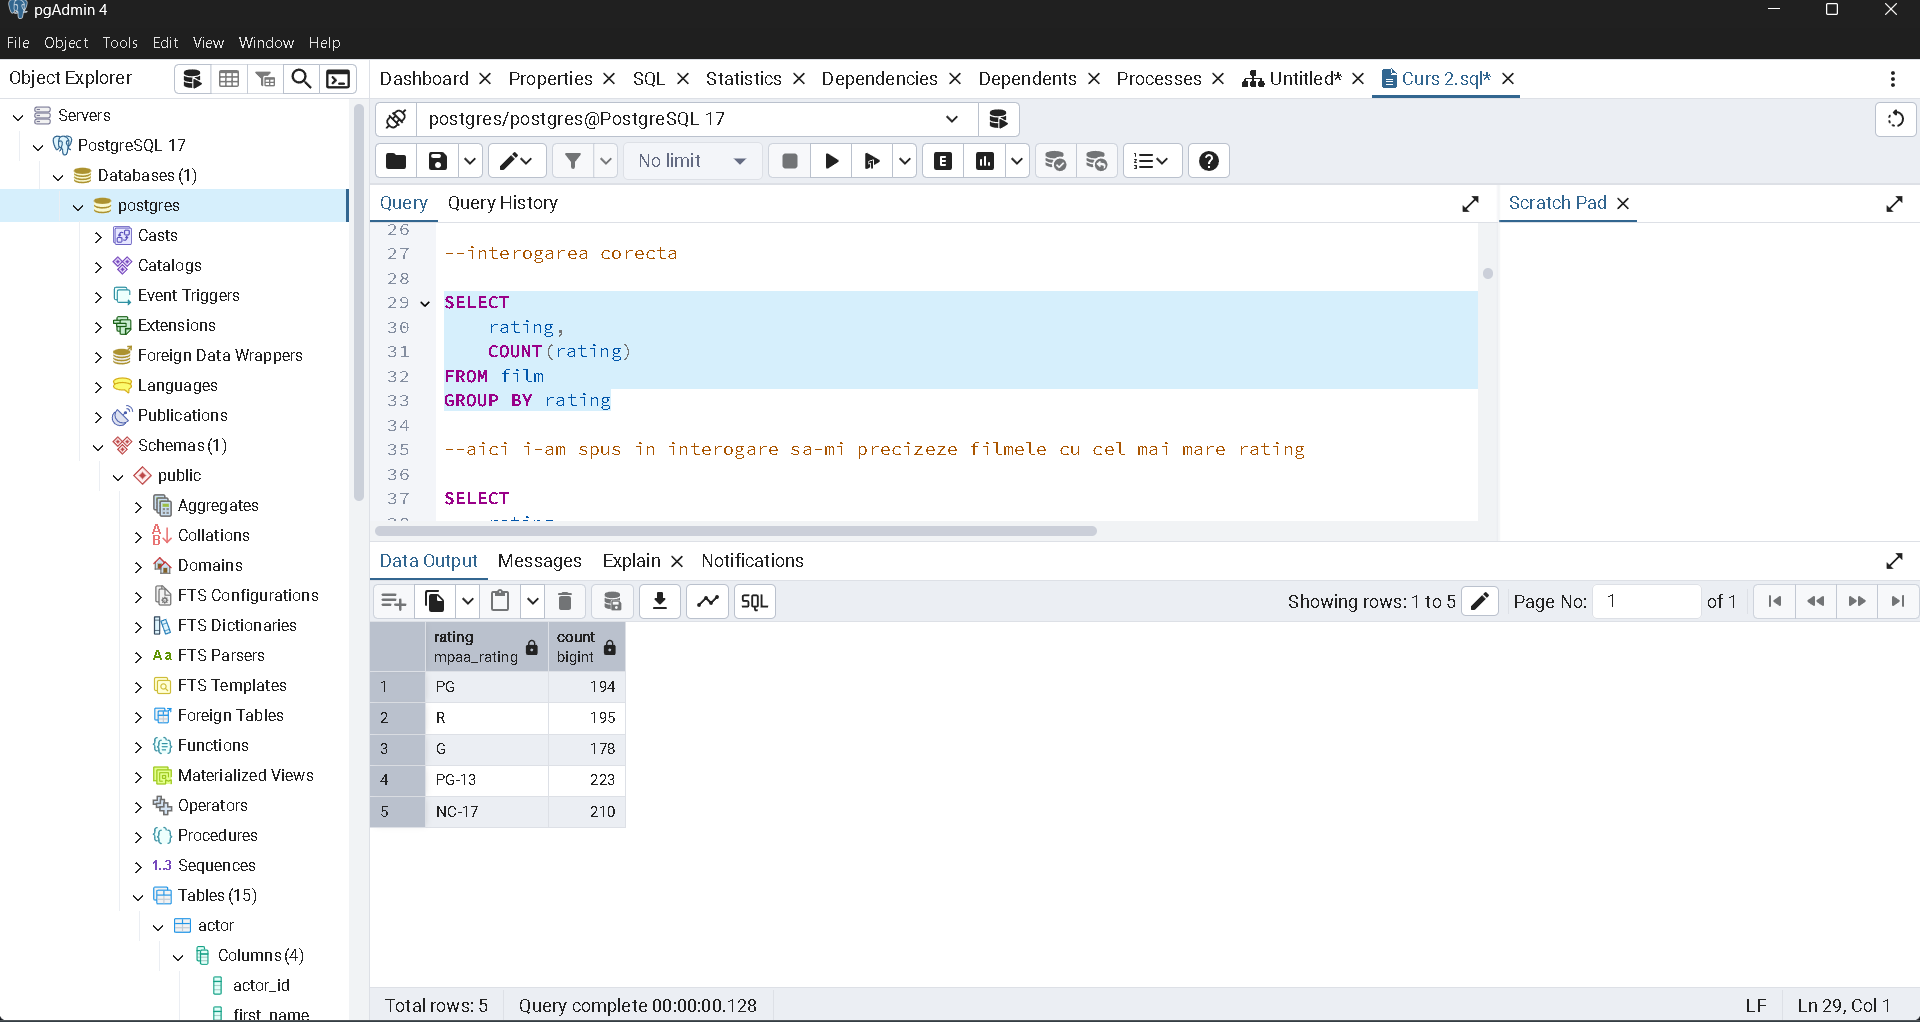 pgAdmin 4
File Object Tools Edit View Window Help
Object Explorer
Dashboard Properties SQL Statistics Dependencies Dependents Processes Untitled* Curs 2.sql*
Servers
PostgreSQL 17
Databases (1)
postgres
Casts
Catalogs
Event Triggers
Extensions
Foreign Data Wrappers
Languages
Publications
Schemas (1)
public
Aggregates
Collations
Domains
FTS Configurations
FTS Dictionaries
Aa FTS Parsers
FTS Templates
Foreign Tables
Functions
Materialized Views
Operators
Procedures
1..3 Sequences
Tables (15)
actor
Columns (4)
actor_id
first_name
postgres/postgres@PostgreSQL 17
No limit
E
Query Query History
Scratch Pad
26
27 --interogarea corecta
28
29 SELECT
30 rating,
31 COUNT(rating)
32 FROM film
33 GROUP BY rating
34
35 --aici i-am spus in interogare sa-mi precizeze filmele cu cel mai mare rating
36
37 SELECT
Data Output Messages Explain Notifications
SQL
Showing rows: 1 to 5 Page No: 1 of 1
rating count
mpaa_rating bigint
1 PG 194
2 R 195
3 G 178
4 PG-13 223
5 NC-17 210
Total rows: 5 Query complete 00:00:00.128 LF Ln 29, Col 1